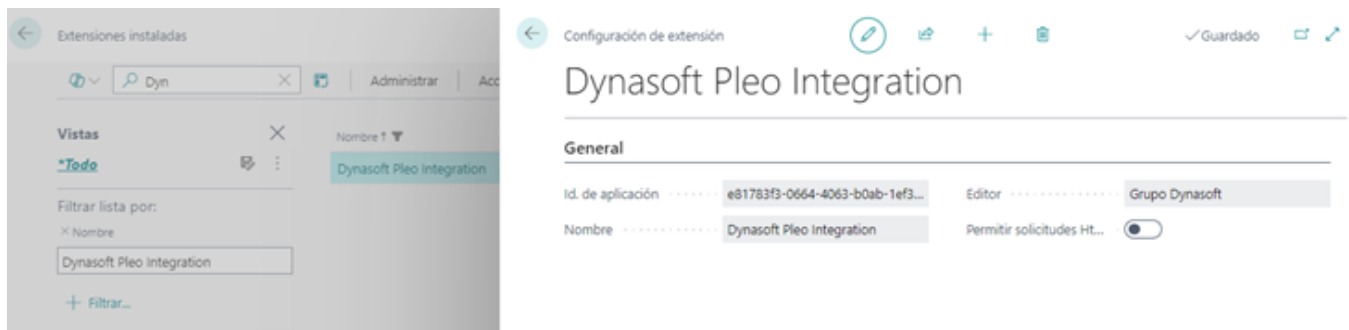 Extensiones instaladas
Dyn
Administrar
Acc
Vistas
*Todo
Filtrar lista por:
× Nombre
Dynasoft Pleo Integration
+ Filtrar...
Nombre ↑
Dynasoft Pleo Integration
Configuración de extensión
Guardado
Dynasoft Pleo Integration
General
Id. de aplicación
e81783f3-0664-4063-b0ab-1ef3...
Editor
Grupo Dynasoft
Nombre
Dynasoft Pleo Integration
Permitir solicitudes Ht...